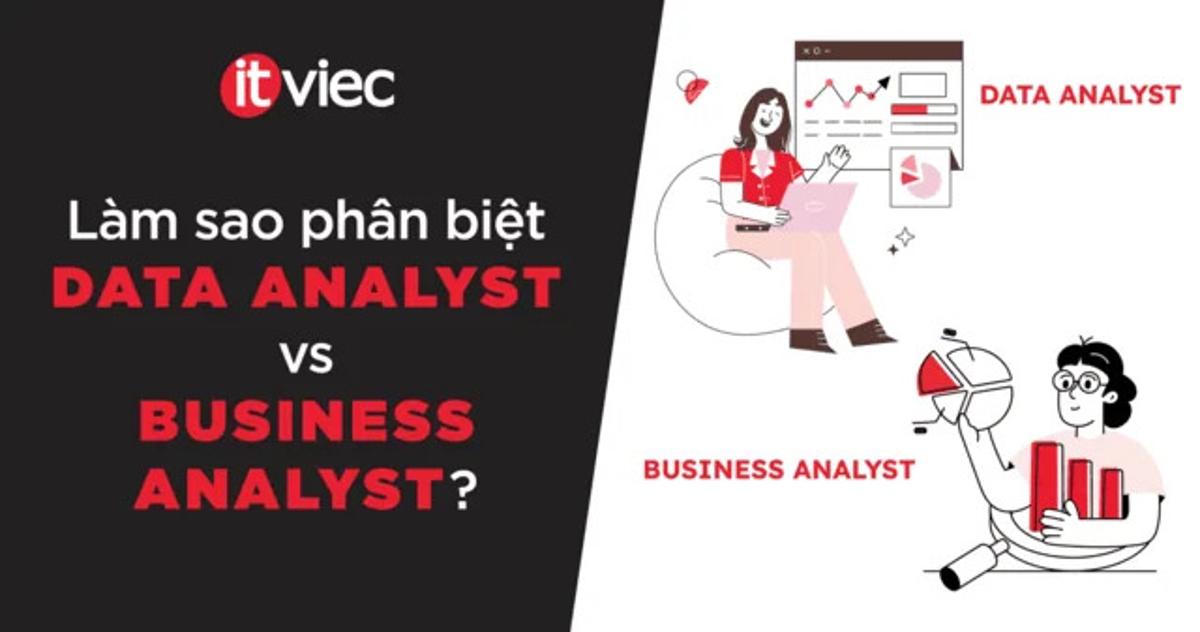 itviec
Làm sao phân biệt
DATA ANALYST
vs
BUSINESS
ANALYST?
DATA ANALYST
BUSINESS ANALYST